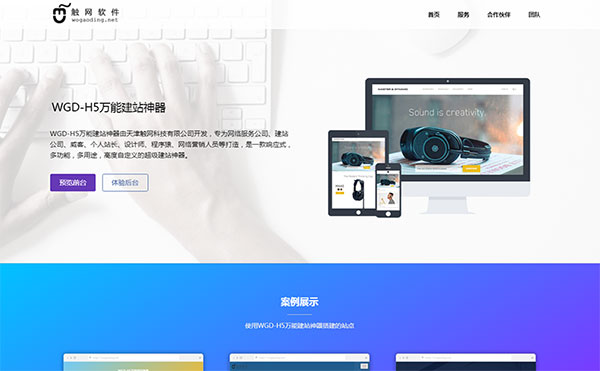 触网软件
wogaoding.net
首页 服务 合作伙伴 团队
WGD-H5万能建站神器
WGD-H5万能建站神器由天津触网科技有限公司开发，专为网络服务公司、建站
公司、威客、个人站长、设计师、程序猿、网络营销人员等打造，是一款响应式，
多功能，多用途，高度自定义的超级建站神器。
预览前台 体验后台
Sound is creativity
案例展示
使用WGD-H5万能建站神器搭建的站点